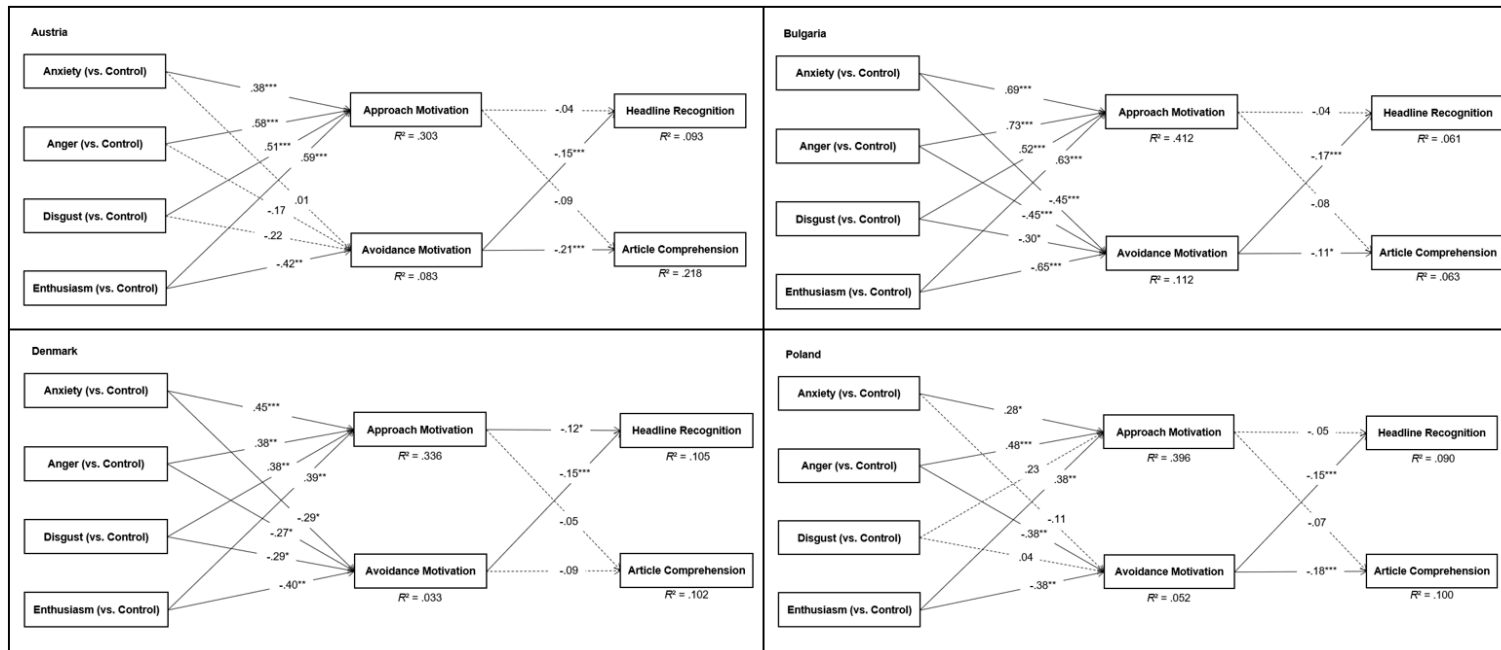 Austria
Anxiety (vs. Control)
.38***
Approach Motivation
-.04
Headline Recognition
R² = .303
R² = .093
Anger (vs. Control)
.58***
.51***
.59***
-.15***
Disgust (vs. Control)
.01
-.17
-.22
-.09
Avoidance Motivation
-.21***
Article Comprehension
Enthusiasm (vs. Control)
-.42**
R² = .083
R² = .218
Bulgaria
Anxiety (vs. Control)
.69***
Approach Motivation
-.04
Headline Recognition
R² = .412
R² = .061
Anger (vs. Control)
.73***
.52***
.63***
-.17***
Disgust (vs. Control)
-.45***
-.45***
-.30*
-.08
Avoidance Motivation
-.11*
Article Comprehension
Enthusiasm (vs. Control)
-.65***
R² = .112
R² = .063
Denmark
Anxiety (vs. Control)
.45***
Approach Motivation
-.12*
Headline Recognition
R² = .336
R² = .105
Anger (vs. Control)
.38**
.38**
.39**
-.15***
Disgust (vs. Control)
-.29*
-.27*
-.29*
-.05
Avoidance Motivation
-.09
Article Comprehension
Enthusiasm (vs. Control)
-.40**
R² = .033
R² = .102
Poland
Anxiety (vs. Control)
.28*
Approach Motivation
-. 05
Headline Recognition
R² = .396
R² = .090
Anger (vs. Control)
.48***
.23
.38**
-.15***
Disgust (vs. Control)
-.11
-.38**
.04
-.07
Avoidance Motivation
-.18***
Article Comprehension
Enthusiasm (vs. Control)
-.38**
R² = .052
R² = .100